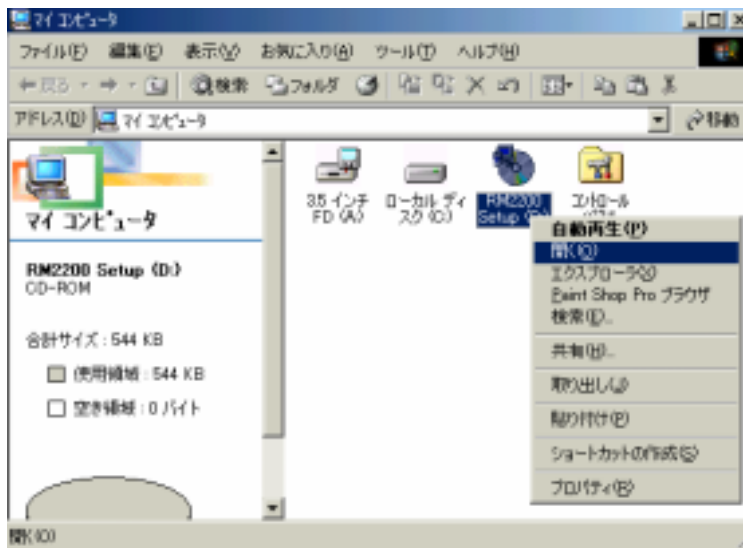 マイ コンピュータ
ファイル(F) 編集(E) 表示(V) お気に入り(A) ツール(T) ヘルプ(H)
戻る 検索 フォルダ
アドレス(D) マイ コンピュータ 移動
マイ コンピュータ
RM2200 Setup (D:)
CD-ROM
合計サイズ : 544 KB
使用領域 : 544 KB
空き領域 : 0 バイト
3.5 インチ FD (A:)
ローカル ディスク (C:)
RM2200 Setup
コントロール
自動再生(P)
開く(O)
エクスプローラ(X)
Paint Shop Pro ブラウザ
検索(E)...
共有(H)...
取り出し(J)
貼り付け(P)
ショートカットの作成(S)
プロパティ(R)
開く(O)